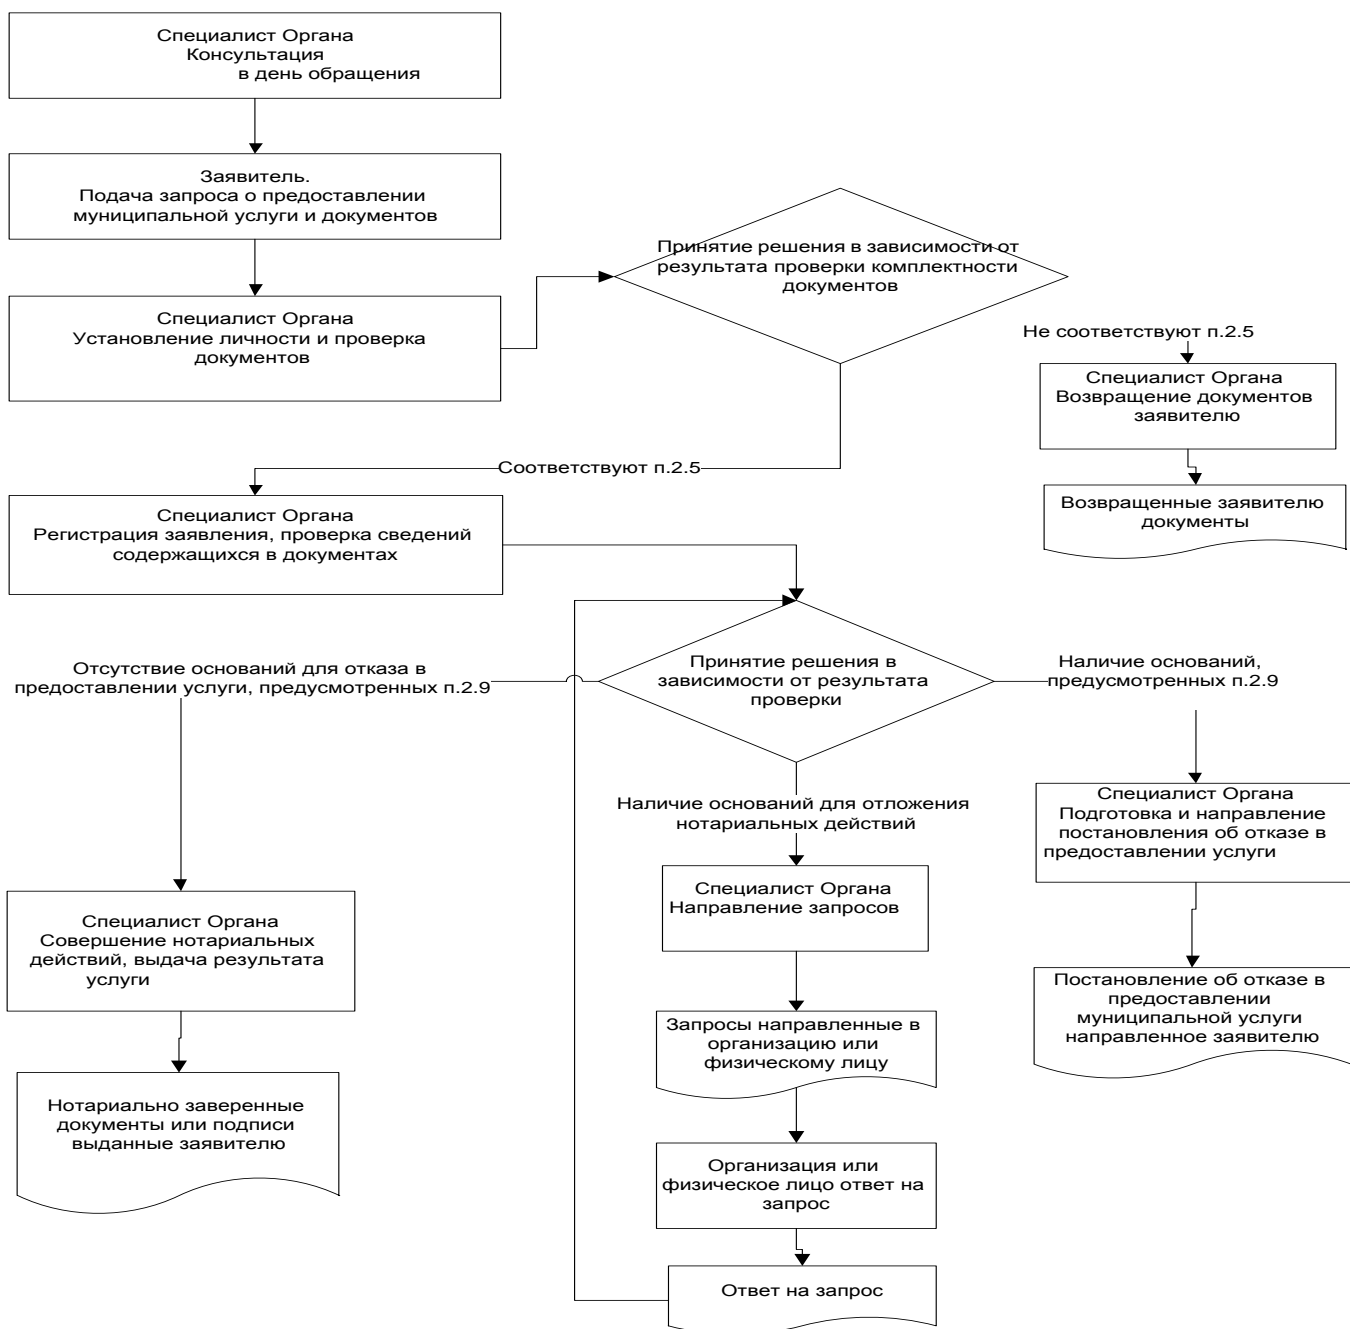 Специалист Органа
Консультация
в день обращения
Заявитель.
Подача запроса о предоставлении
муниципальной услуги и документов
Специалист Органа
Установление личности и проверка
документов
Принятие решения в зависимости от
результата проверки комплектности
документов
Не соответствуют п.2.5
Специалист Органа
Возвращение документов
заявителю
Возвращенные заявителю
документы
Соответствуют п.2.5
Специалист Органа
Регистрация заявления, проверка сведений
содержащихся в документах
Принятие решения в
зависимости от результата
проверки
Отсутствие оснований для отказа в
предоставлении услуги, предусмотренных п.2.9
Наличие оснований,
предусмотренных п.2.9
Наличие оснований для отложения
нотариальных действий
Специалист Органа
Подготовка и направление
постановления об отказе в
предоставлении услуги
Специалист Органа
Направление запросов
Специалист Органа
Совершение нотариальных
действий, выдача результата
услуги
Постановление об отказе в
предоставлении
муниципальной услуги
направленное заявителю
Запросы направленные в
организацию или
физическому лицу
Нотариально заверенные
документы или подписи
выданные заявителю
Организация или
физическое лицо ответ на
запрос
Ответ на запрос